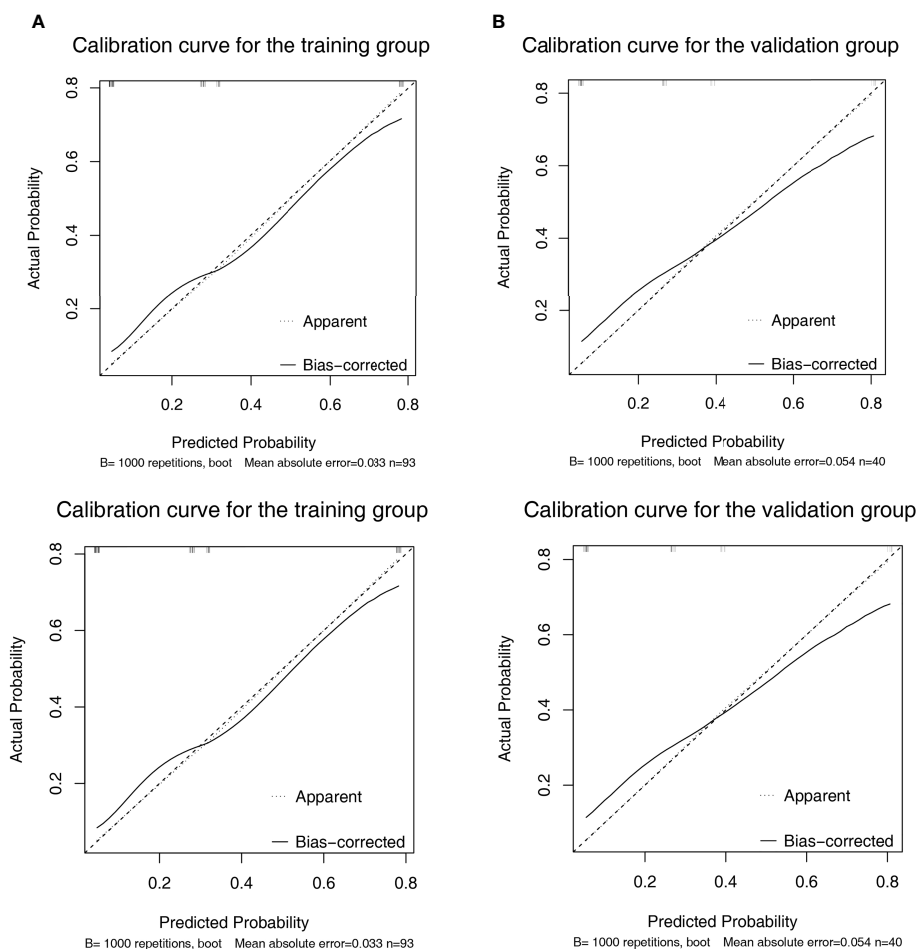 A
Calibration curve for the training group
0.8
0.6
0.4
0.2
Actual Probability
Apparent
Bias−corrected
0.2 0.4 0.6 0.8
Predicted Probability
B= 1000 repetitions, boot Mean absolute error=0.033 n=93
B
Calibration curve for the validation group
0.8
0.6
0.4
0.2
Actual Probability
Apparent
Bias−corrected
0.2 0.4 0.6 0.8
Predicted Probability
B= 1000 repetitions, boot Mean absolute error=0.054 n=40
Calibration curve for the training group
0.8
0.6
0.4
0.2
Actual Probability
Apparent
Bias−corrected
0.2 0.4 0.6 0.8
Predicted Probability
B= 1000 repetitions, boot Mean absolute error=0.033 n=93
Calibration curve for the validation group
0.8
0.6
0.4
0.2
Actual Probability
Apparent
Bias−corrected
0.2 0.4 0.6 0.8
Predicted Probability
B= 1000 repetitions, boot Mean absolute error=0.054 n=40